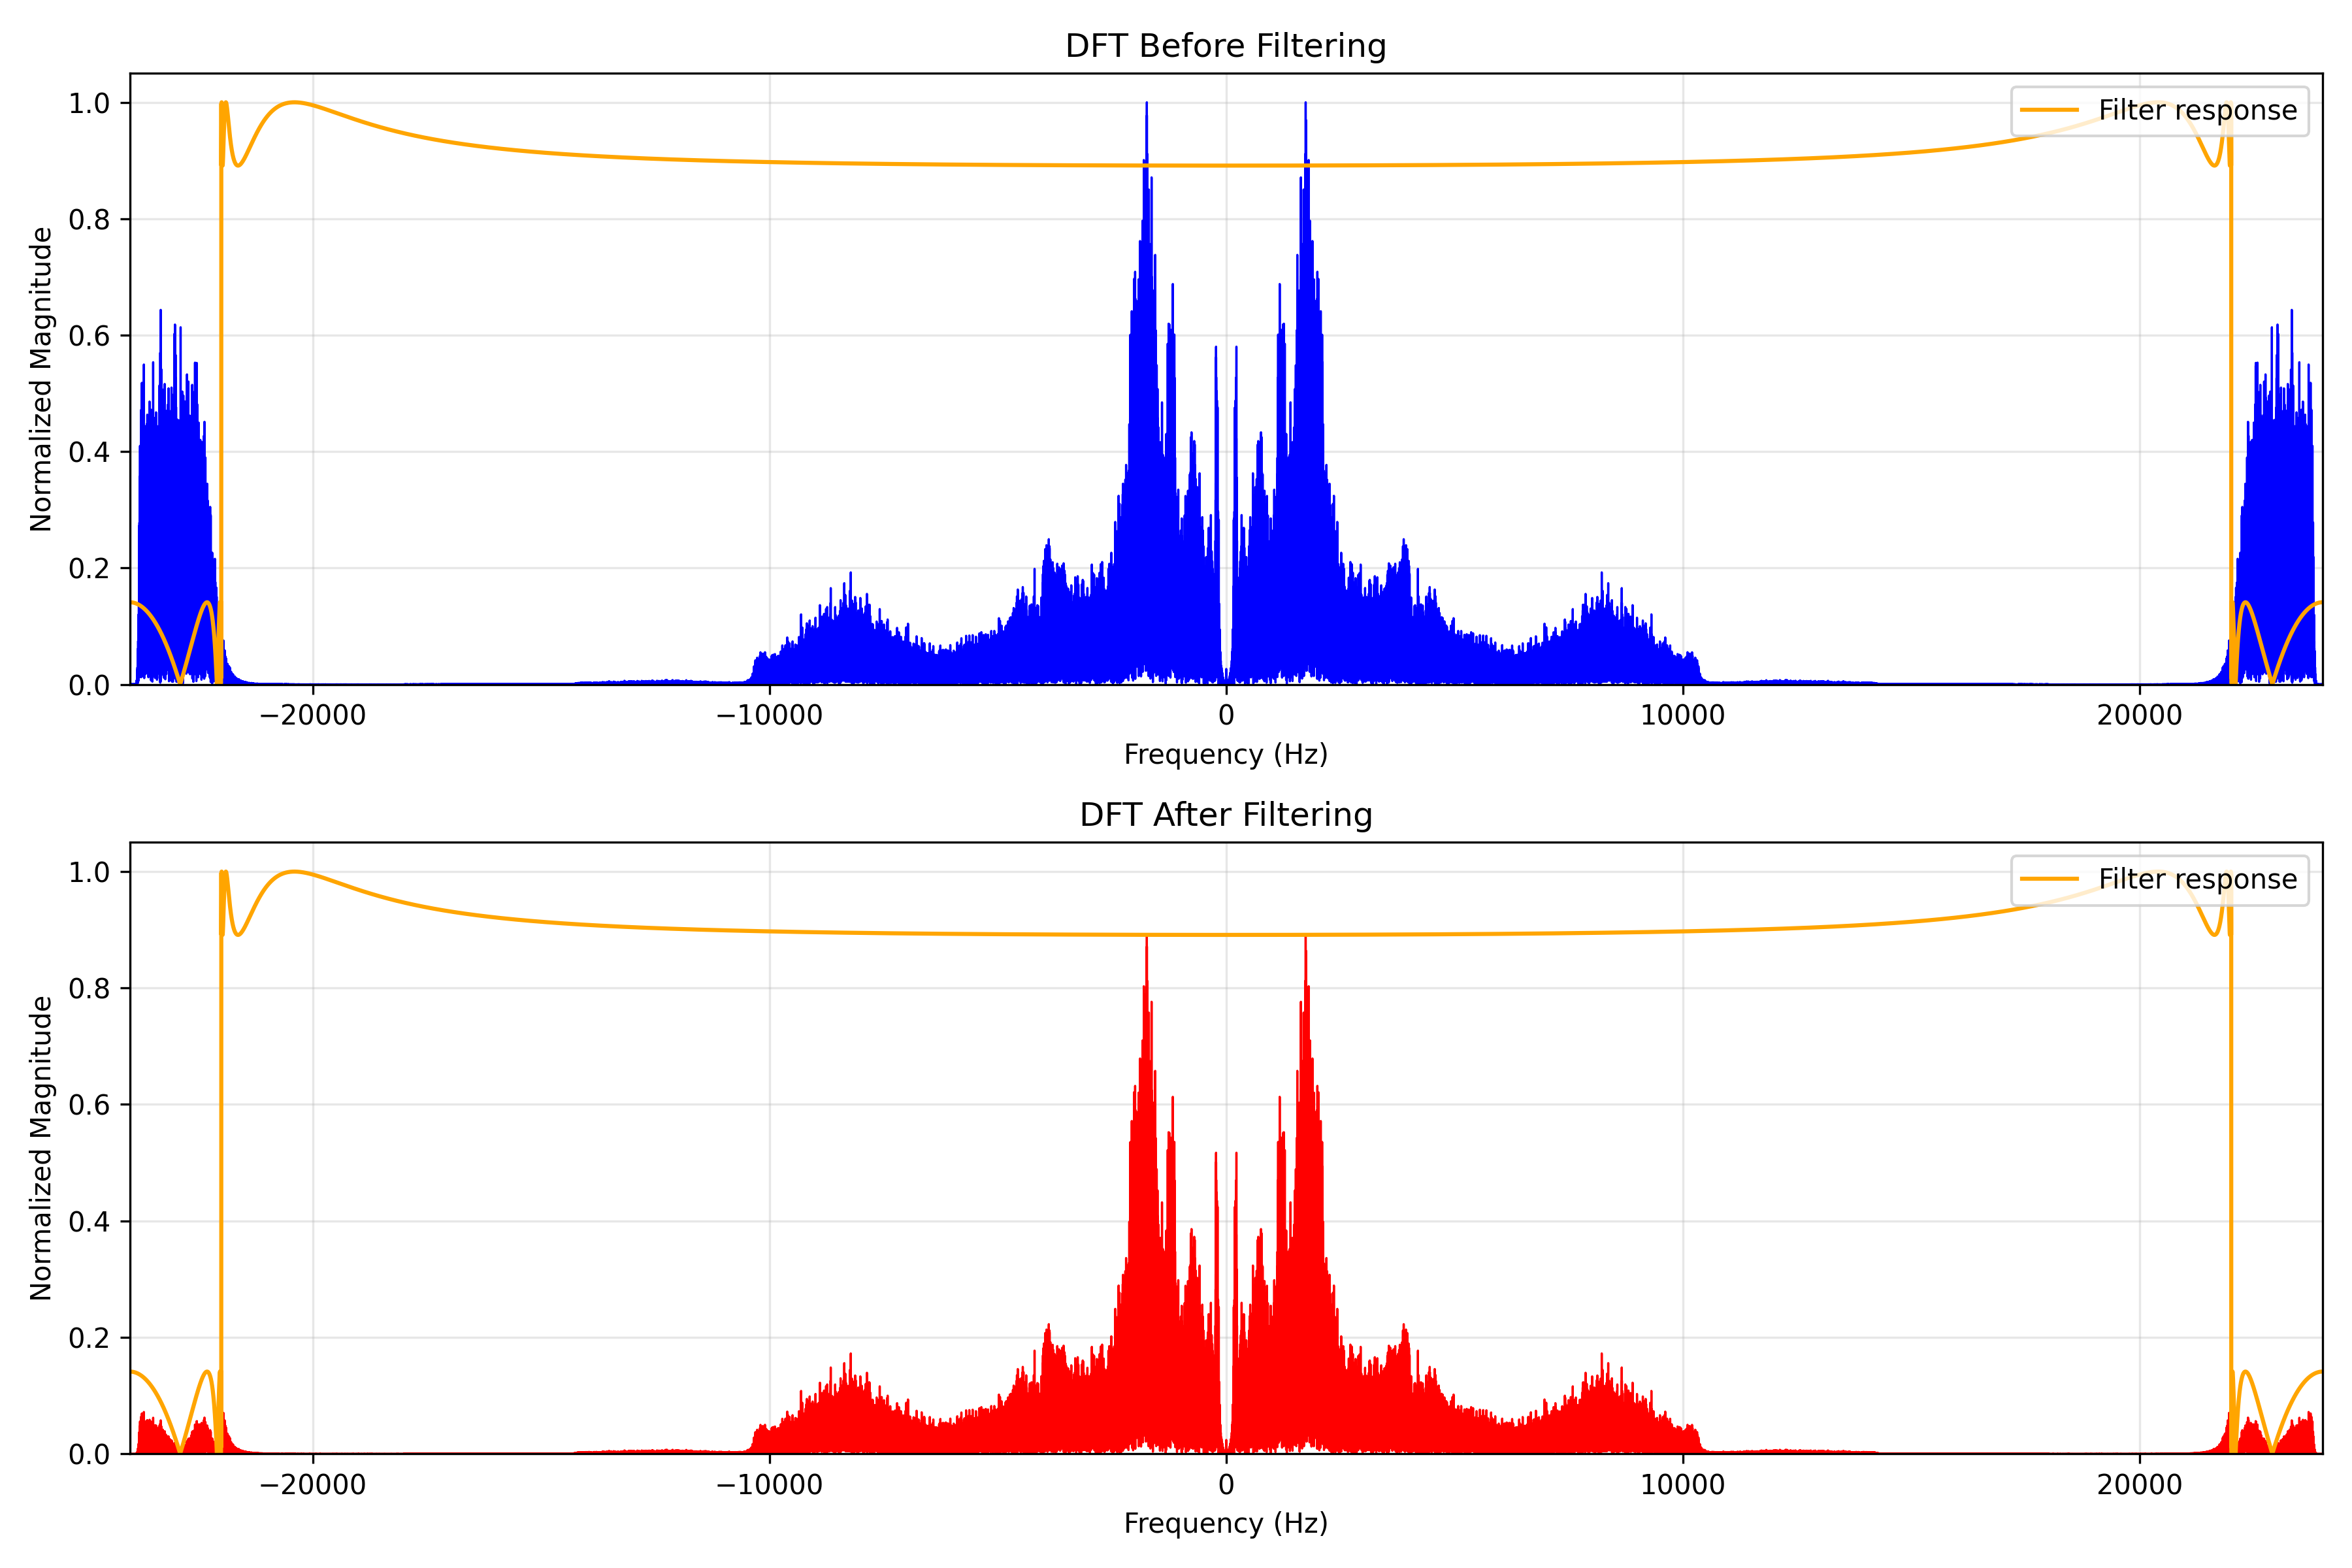 DFT Before Filtering
Filter response
1.0
0.8
0.6
0.4
0.2
0.0
Normalized Magnitude
−20000 −10000 0 10000 20000
Frequency (Hz)
DFT After Filtering
Filter response
1.0
0.8
0.6
0.4
0.2
0.0
Normalized Magnitude
−20000 −10000 0 10000 20000
Frequency (Hz)